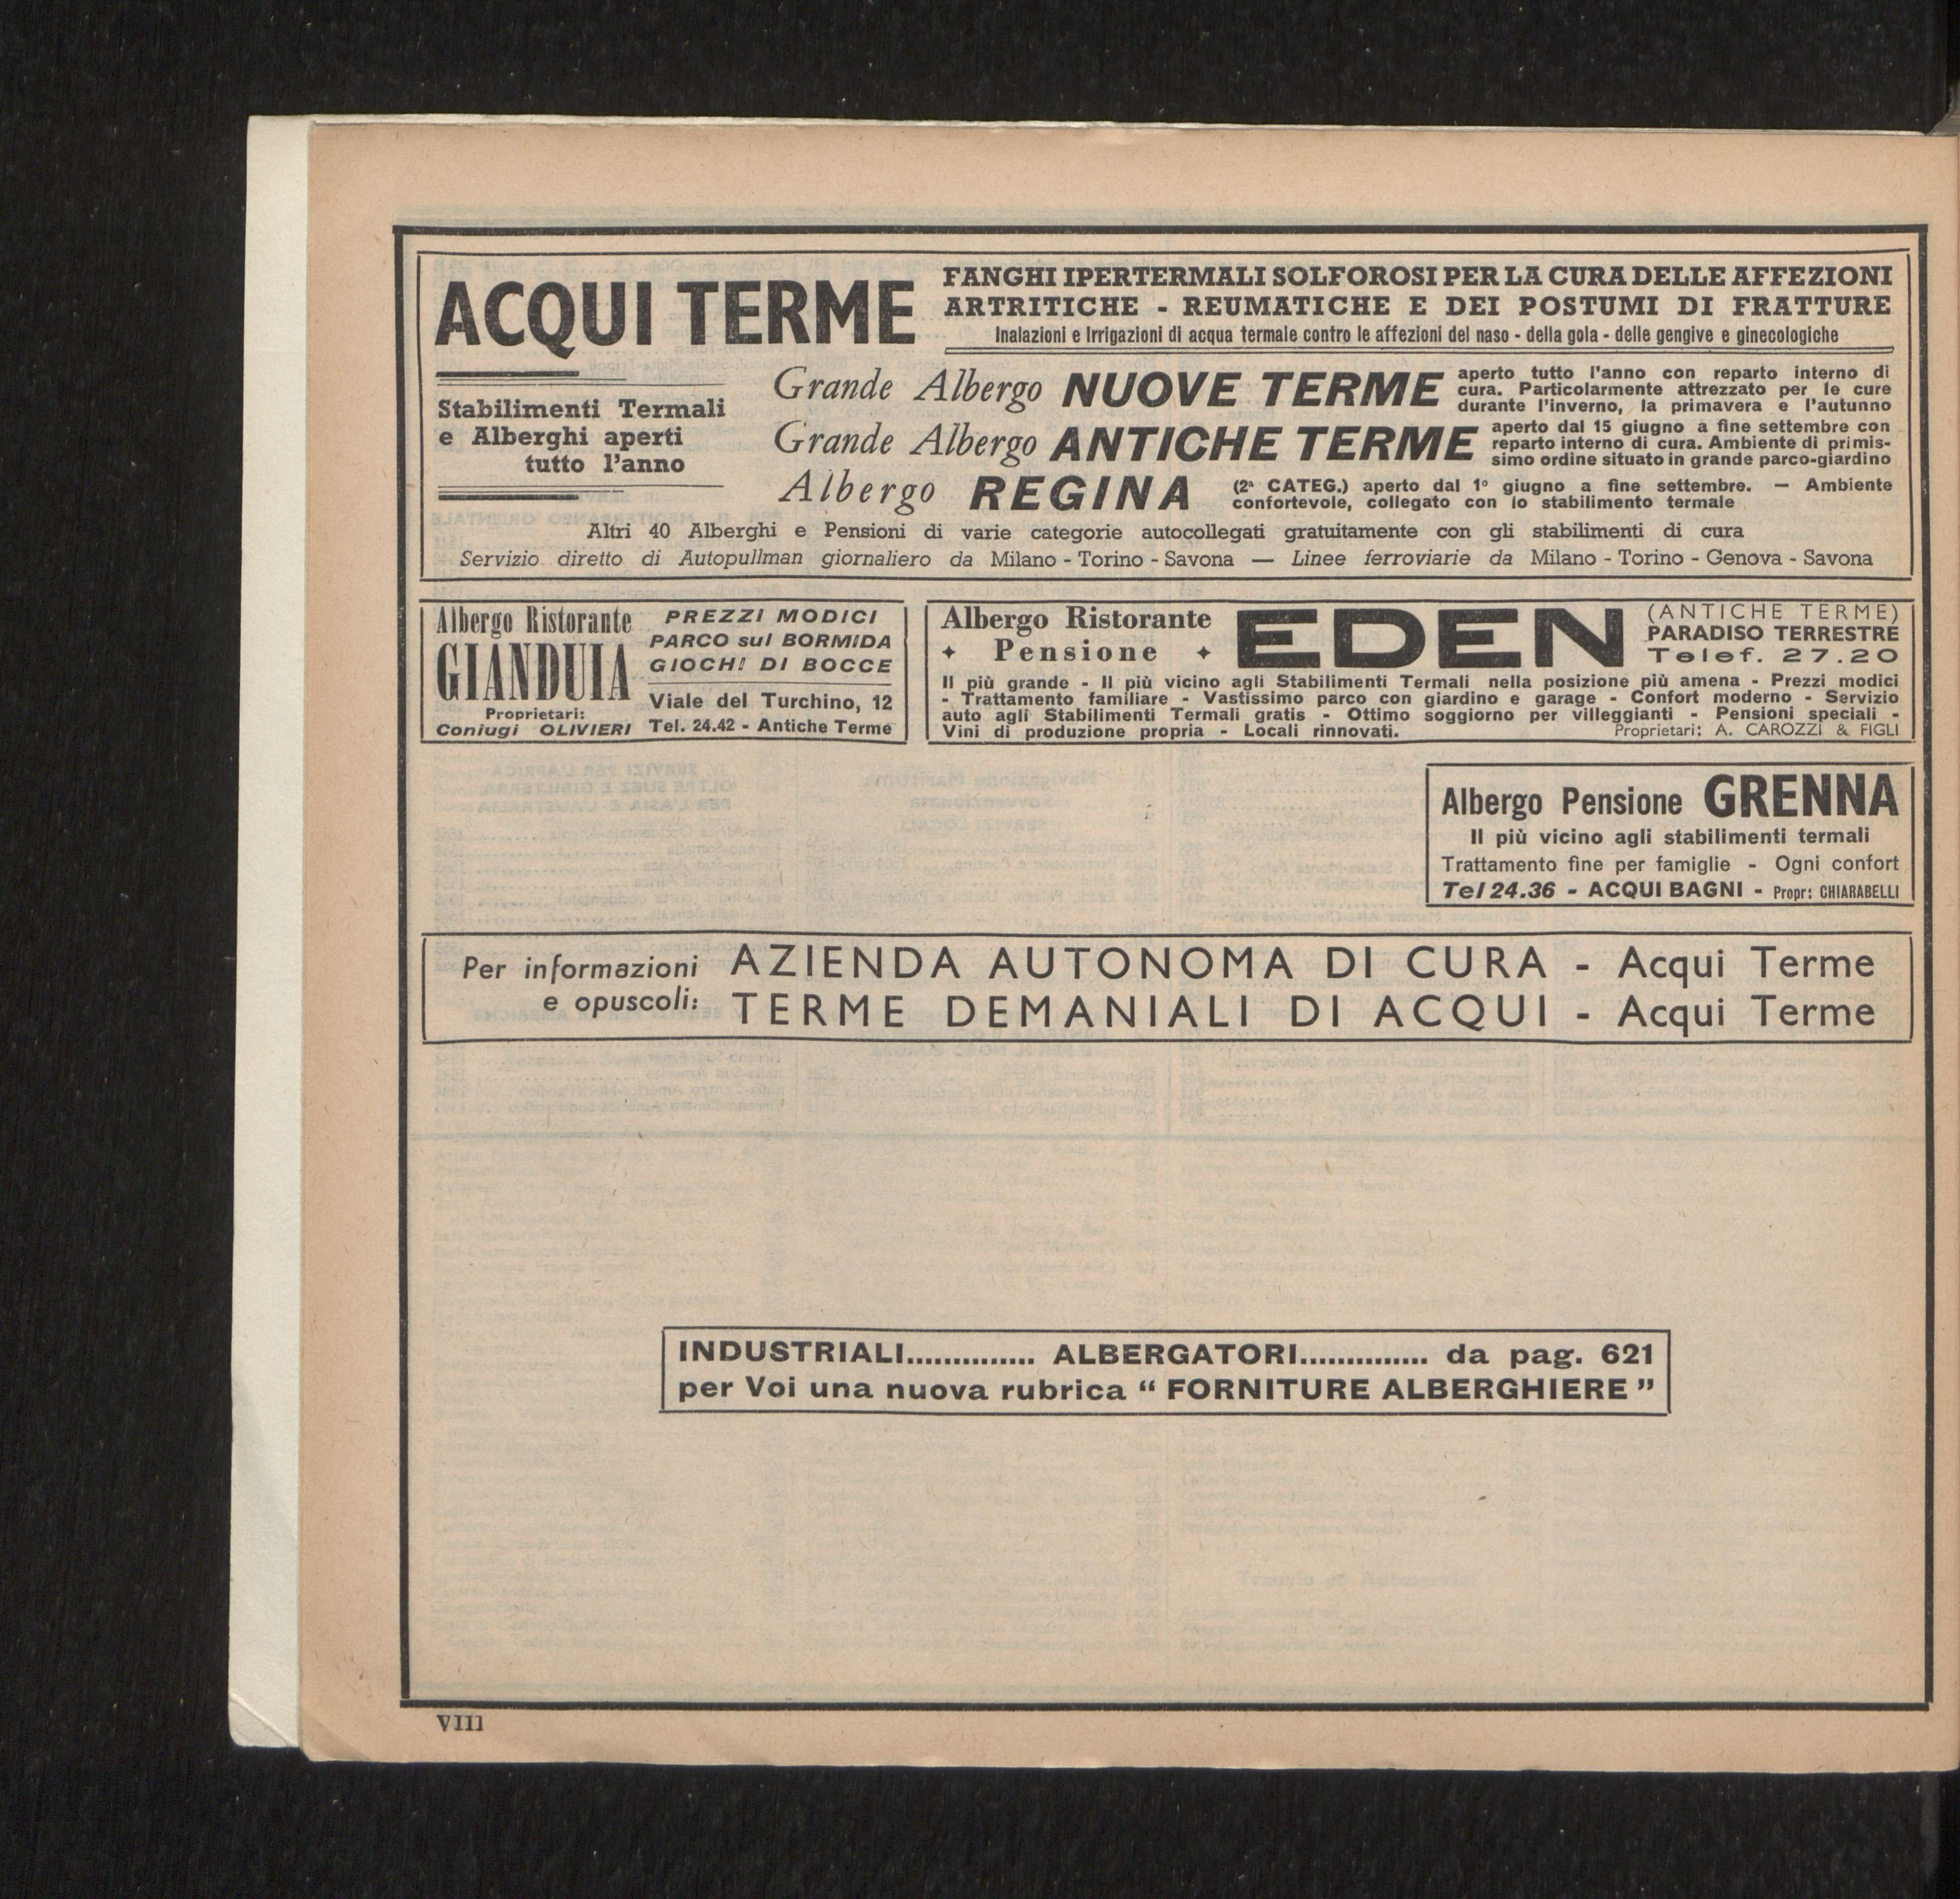 ACQUI TERME
FANGHI IPERTERMALI SOLFOROSI PER LA CURA DELLE AFFEZIONI
ARTRITICHE - REUMATICHE E DEI POSTUMI DI FRATTURE
Inalazioni e Irrigazioni di acqua termale contro le affezioni del naso - della gola - delle gengive e ginecologiche
Stabilimenti Termali
e Alberghi aperti
tutto l'anno
Grande Albergo NUOVE TERME
aperto tutto l'anno con reparto interno di
cura. Particolarmente attrezzato per le cure
durante l'inverno, la primavera e l'autunno
Grande Albergo ANTICHE TERME
aperto dal 15 giugno a fine settembre con
reparto interno di cura. Ambiente di primis-
simo ordine situato in grande parco-giardino
Albergo REGINA
(2ª CATEG.) aperto dal 1° giugno a fine settembre. — Ambiente
confortevole, collegato con lo stabilimento termale
Altri 40 Alberghi e Pensioni di varie categorie autocollegati gratuitamente con gli stabilimenti di cura
Servizio diretto di Autopullman giornaliero da Milano - Torino - Savona — Linee ferroviarie da Milano - Torino - Genova - Savona
Albergo Ristorante
GIANDUIA
Proprietari:
Coniugi OLIVIERI
PREZZI MODICI
PARCO sul BORMIDA
GIOCHI DI BOCCE
Viale del Turchino, 12
Tel. 24.42 - Antiche Terme
Albergo Ristorante
✦ Pensione ✦
EDEN
(ANTICHE TERME)
PARADISO TERRESTRE
Telef. 27.20
Il più grande - Il più vicino agli Stabilimenti Termali nella posizione più amena - Prezzi modici
- Trattamento familiare - Vastissimo parco con giardino e garage - Confort moderno - Servizio
auto agli Stabilimenti Termali gratis - Ottimo soggiorno per villeggianti - Pensioni speciali -
Vini di produzione propria - Locali rinnovati. Proprietari: A. CAROZZI & FIGLI
Albergo Pensione GRENNA
Il più vicino agli stabilimenti termali
Trattamento fine per famiglie - Ogni confort
Tel 24.36 - ACQUI BAGNI - Propr: CHIARABELLI
Per informazioni
e opuscoli:
AZIENDA AUTONOMA DI CURA - Acqui Terme
TERME DEMANIALI DI ACQUI - Acqui Terme
INDUSTRIALI.............. ALBERGATORI.............. da pag. 621
per Voi una nuova rubrica “ FORNITURE ALBERGHIERE ”
VIII